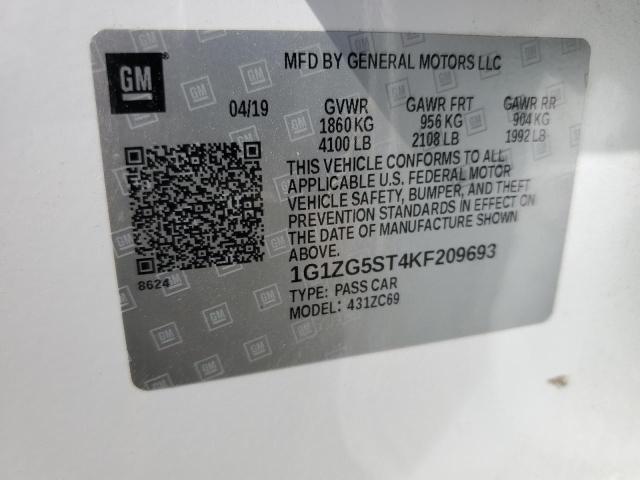 GM
MFD BY GENERAL MOTORS LLC
04/19 GVWR GAWR FRT GAWR RR
1860 KG 956 KG 904 KG
4100 LB 2108 LB 1992 LB
THIS VEHICLE CONFORMS TO ALL
APPLICABLE U.S. FEDERAL MOTOR
VEHICLE SAFETY, BUMPER, AND THEFT
PREVENTION STANDARDS IN EFFECT ON
THE DATE OF MANUFACTURE SHOWN
ABOVE.
8624
1G1ZG5ST4KF209693
TYPE: PASS CAR
MODEL: 431ZC69